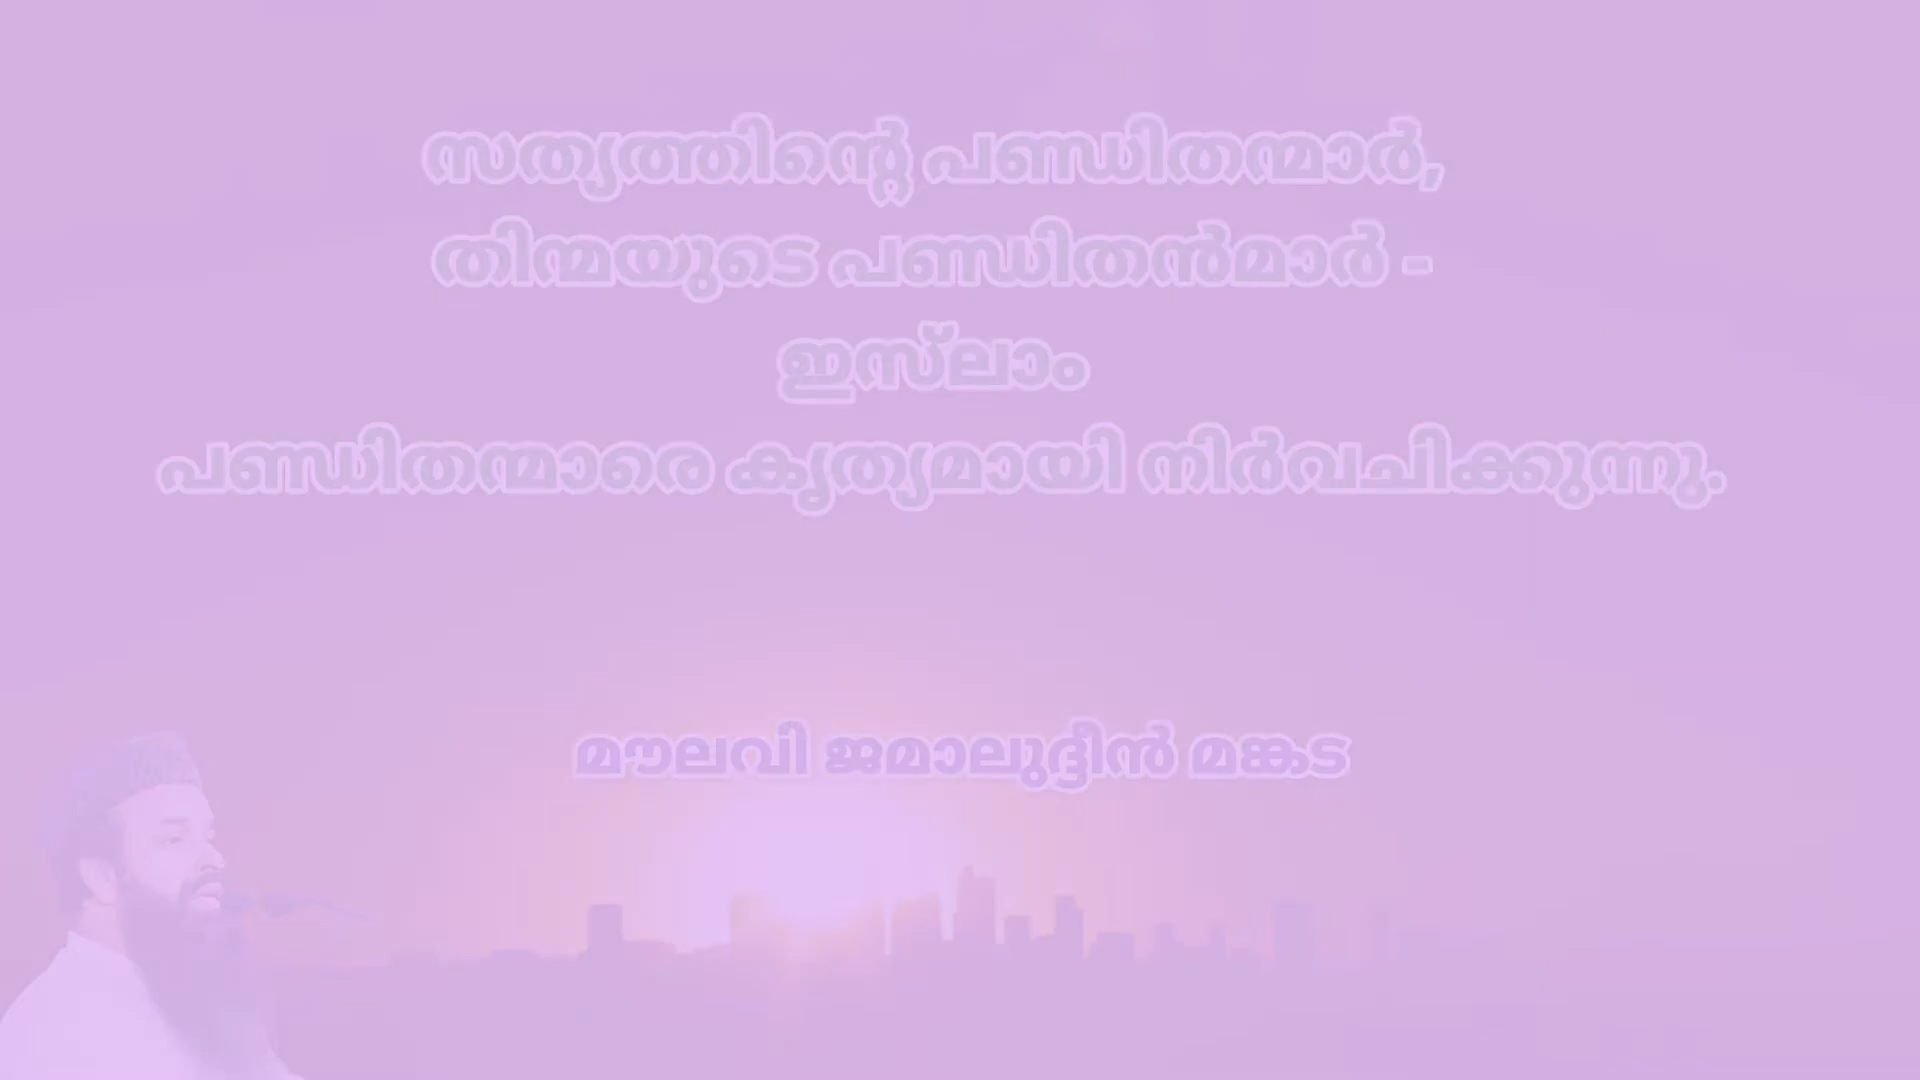 സത്യത്തിന്റെ പണ്ഡിതന്മാർ,
തിന്മയുടെ പണ്ഡിതൻമാർ -
ഇസ്‌ലാം
പണ്ഡിതന്മാരെ കൃത്യമായി നിർവചിക്കുന്നു.
മൗലവി ജമാലുദ്ദീൻ മങ്കട